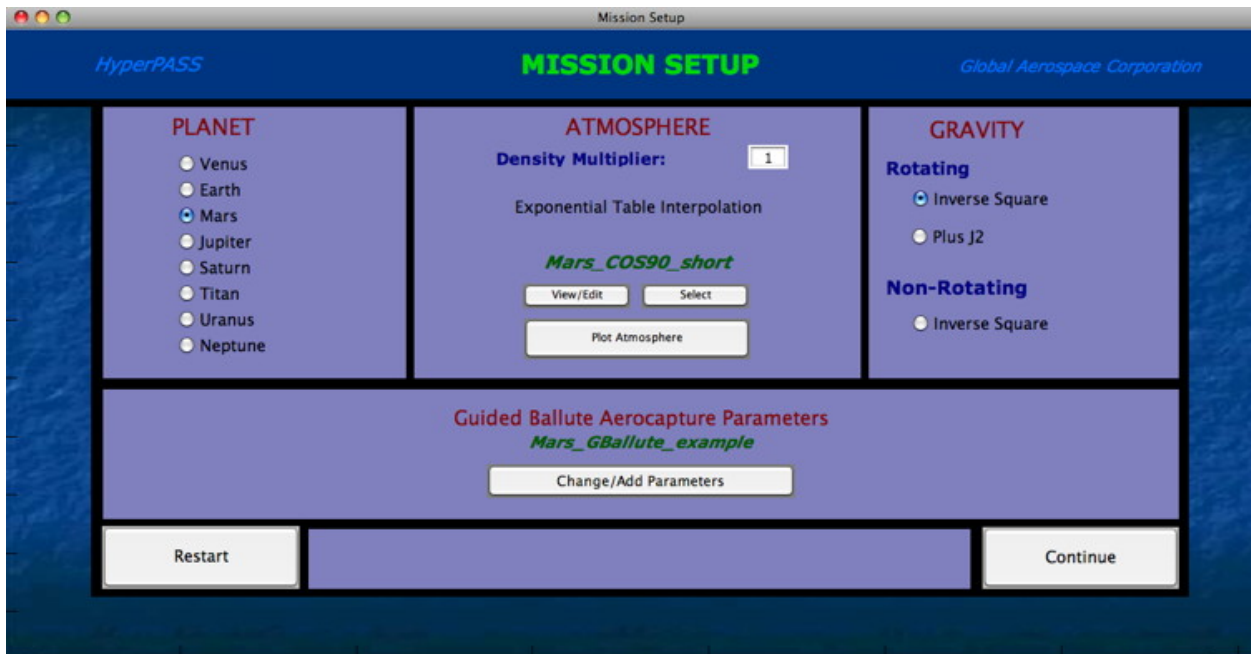 Mission Setup
HyperPASS
MISSION SETUP
Global Aerospace Corporation
PLANET
Venus
Earth
Mars
Jupiter
Saturn
Titan
Uranus
Neptune
ATMOSPHERE
Density Multiplier: 1
Exponential Table Interpolation
Mars_COS90_short
View/Edit Select
Plot Atmosphere
GRAVITY
Rotating
Inverse Square
Plus J2
Non-Rotating
Inverse Square
Guided Ballute Aerocapture Parameters
Mars_GBallute_example
Change/Add Parameters
Restart
Continue